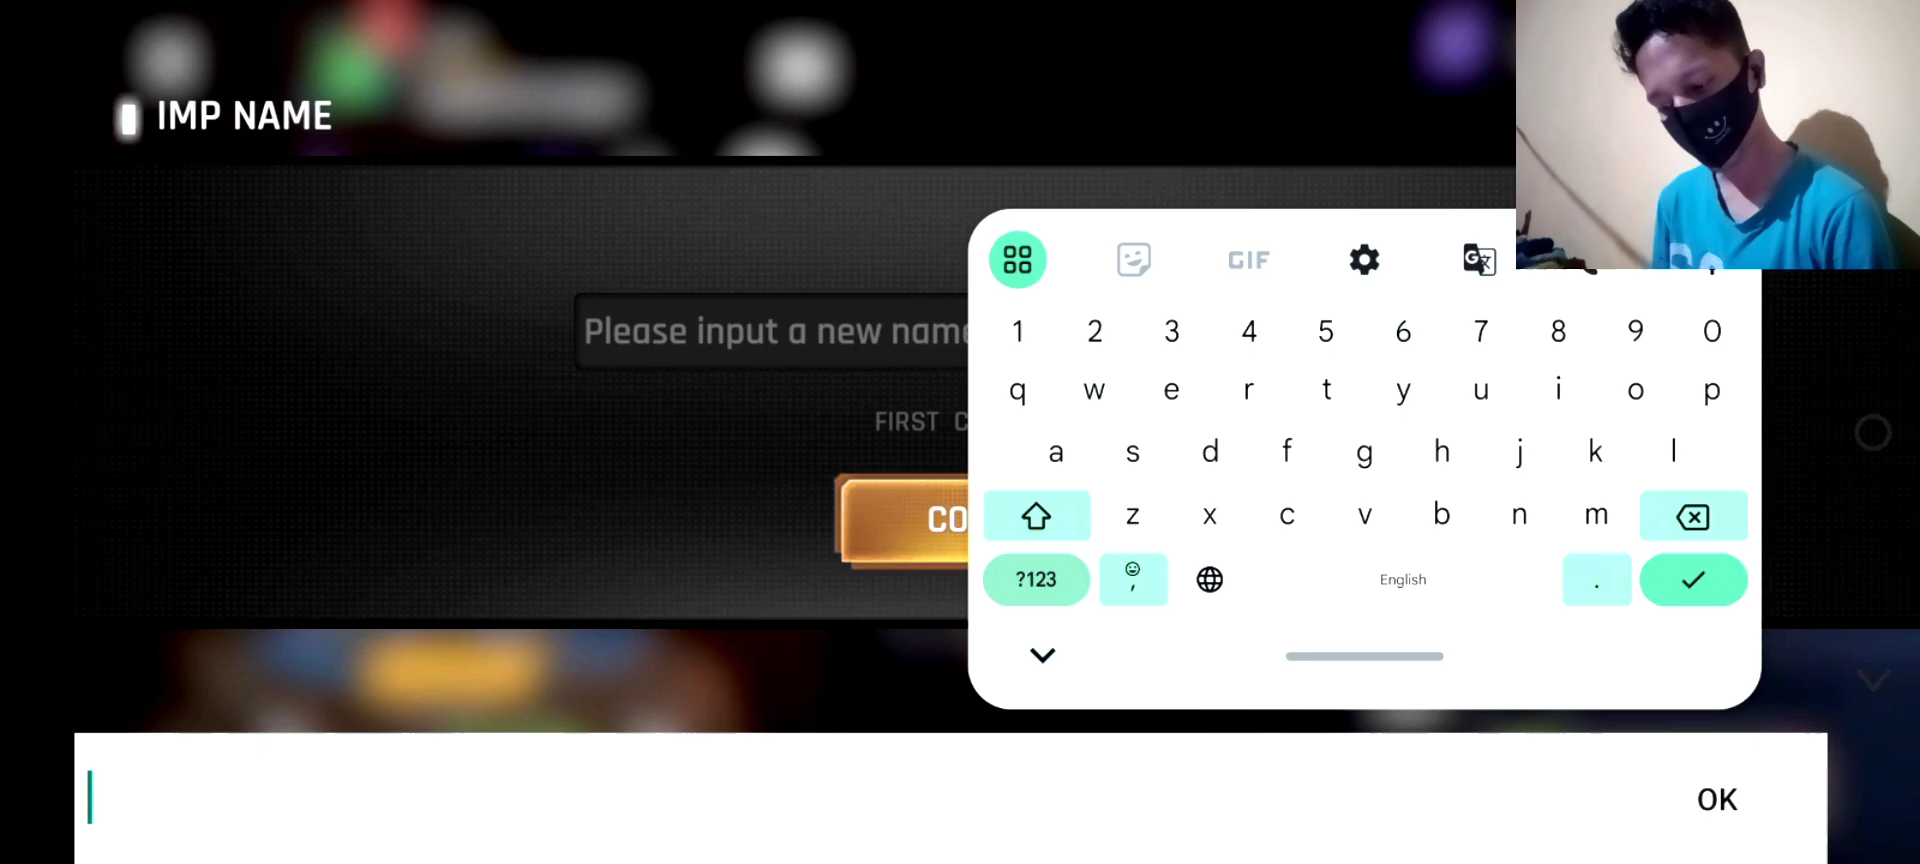 IMP NAME
Please input a new name
FIRST C
CO
GIF
1 2 3 4 5 6 7 8 9 0
q w e r t y u i o p
a s d f g h j k l
z x c v b n m
?123 , English .
OK